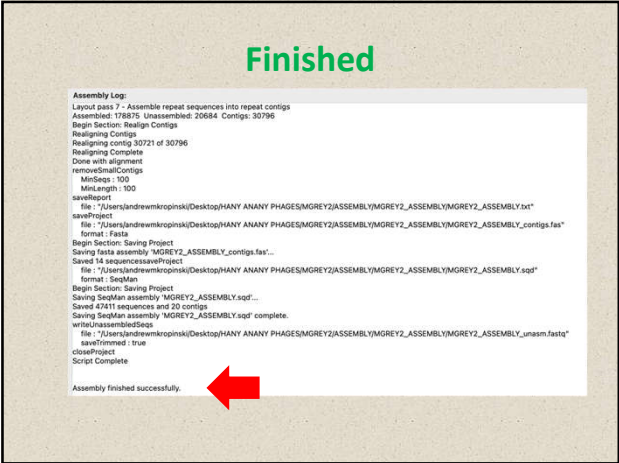 Finished
Assembly Log:
Layout pass 7 - Assemble repeat sequences into repeat contigs
Assembled: 178875 Unassembled: 20684 Contigs: 30796
Begin Section: Realign Contigs
Realigning Contigs
Realigning contig 30721 of 30796
Realigning Complete
Done with alignment
removeSmallContigs
MinSeqs : 100
MinLength : 100
saveReport
file : "/Users/andrewmkropinski/Desktop/HANY ANANY PHAGES/MGREY2/ASSEMBLY/MGREY2_ASSEMBLY/MGREY2_ASSEMBLY.txt"
saveProject
file : "/Users/andrewmkropinski/Desktop/HANY ANANY PHAGES/MGREY2/ASSEMBLY/MGREY2_ASSEMBLY/MGREY2_ASSEMBLY_contigs.fas"
format : Fasta
Begin Section: Saving Project
Saving fasta assembly 'MGREY2_ASSEMBLY_contigs.fas'...
Saved 14 sequencessaveProject
file : "/Users/andrewmkropinski/Desktop/HANY ANANY PHAGES/MGREY2/ASSEMBLY/MGREY2_ASSEMBLY/MGREY2_ASSEMBLY.sqd"
format : SeqMan
Begin Section: Saving Project
Saving SeqMan assembly 'MGREY2_ASSEMBLY.sqd'...
Saved 47411 sequences and 20 contigs
Saving SeqMan assembly 'MGREY2_ASSEMBLY.sqd' complete.
writeUnassembledSeqs
file : "/Users/andrewmkropinski/Desktop/HANY ANANY PHAGES/MGREY2/ASSEMBLY/MGREY2_ASSEMBLY/MGREY2_ASSEMBLY_unasm.fastq"
saveTrimmed : true
closeProject
Script Complete
Assembly finished successfully.